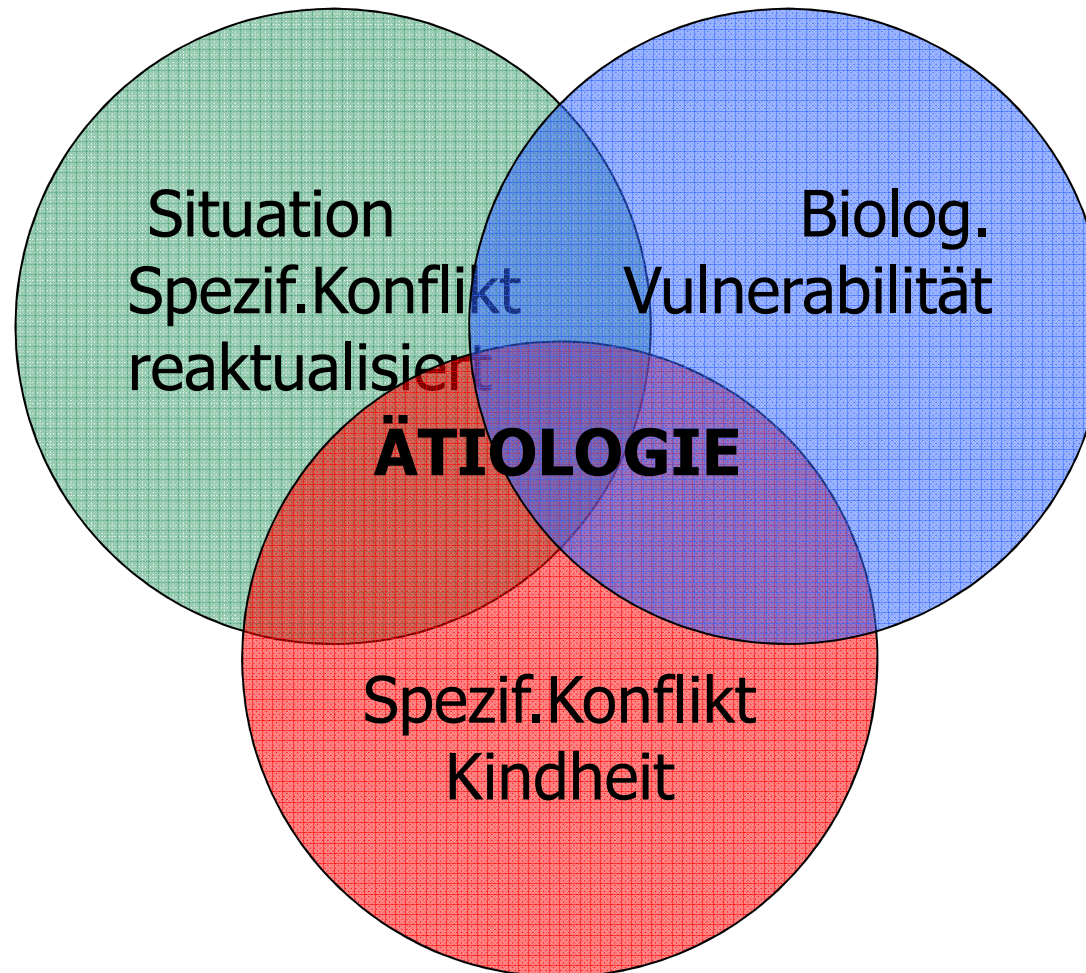 Situation
Spezif.Konflikt
reaktualisiert
Biolog.
Vulnerabilität
ÄTIOLOGIE
Spezif.Konflikt
Kindheit